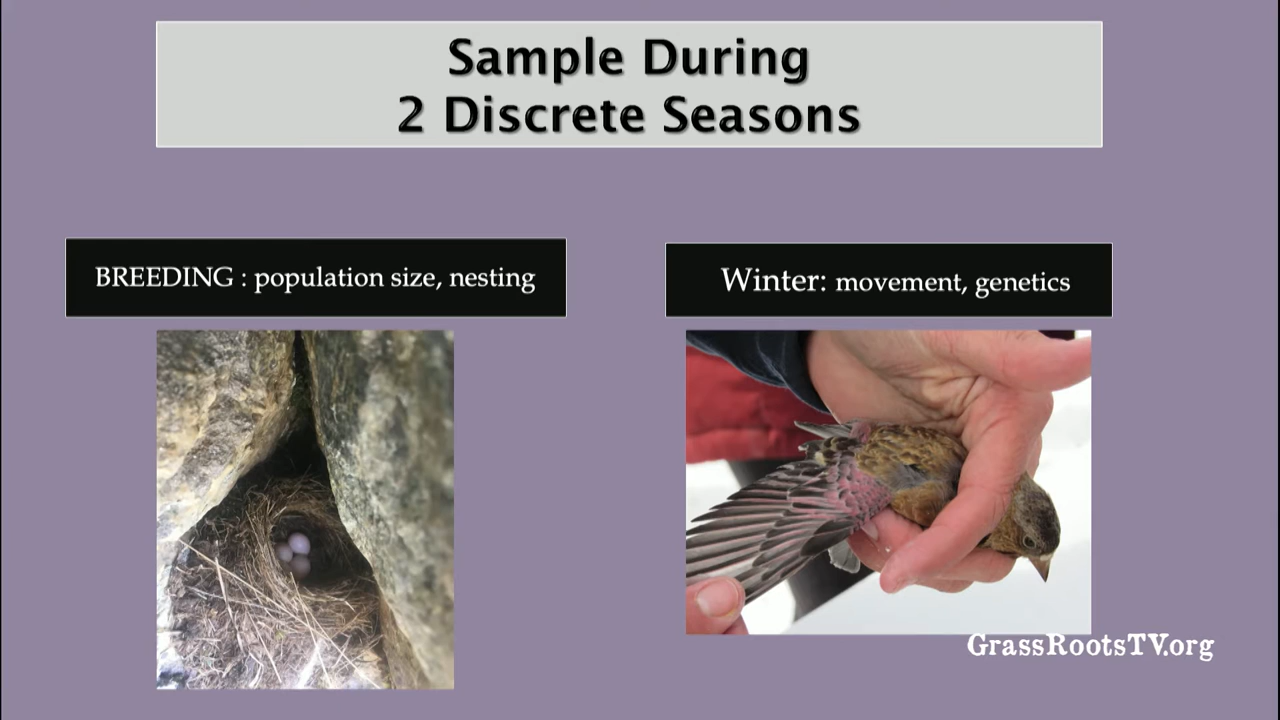 Sample During
2 Discrete Seasons
BREEDING : population size, nesting
Winter: movement, genetics
GrassRootsTV.org